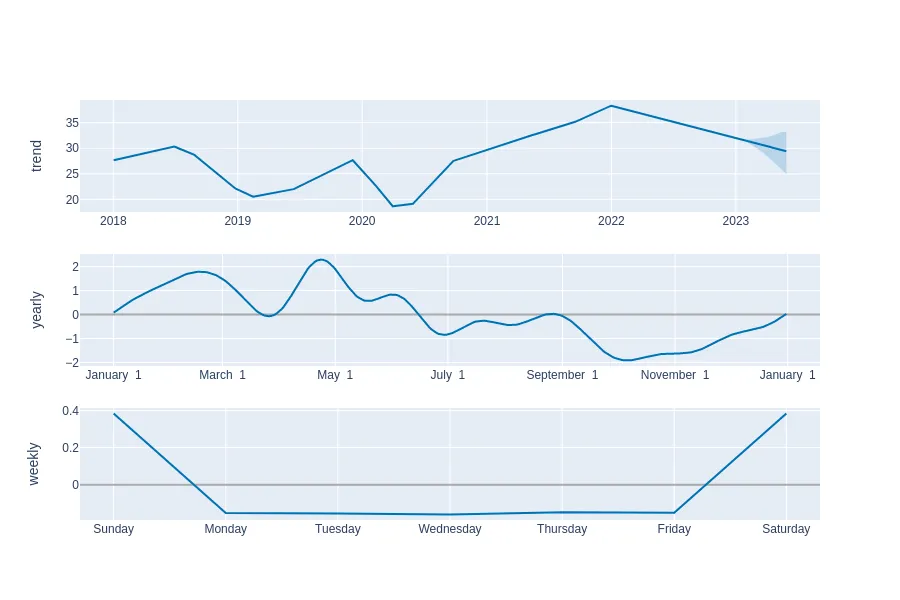 trend
35
30
25
20
2018 2019 2020 2021 2022 2023
yearly
2
1
0
−1
−2
January 1 March 1 May 1 July 1 September 1 November 1 January 1
weekly
0.4
0.2
0
Sunday Monday Tuesday Wednesday Thursday Friday Saturday